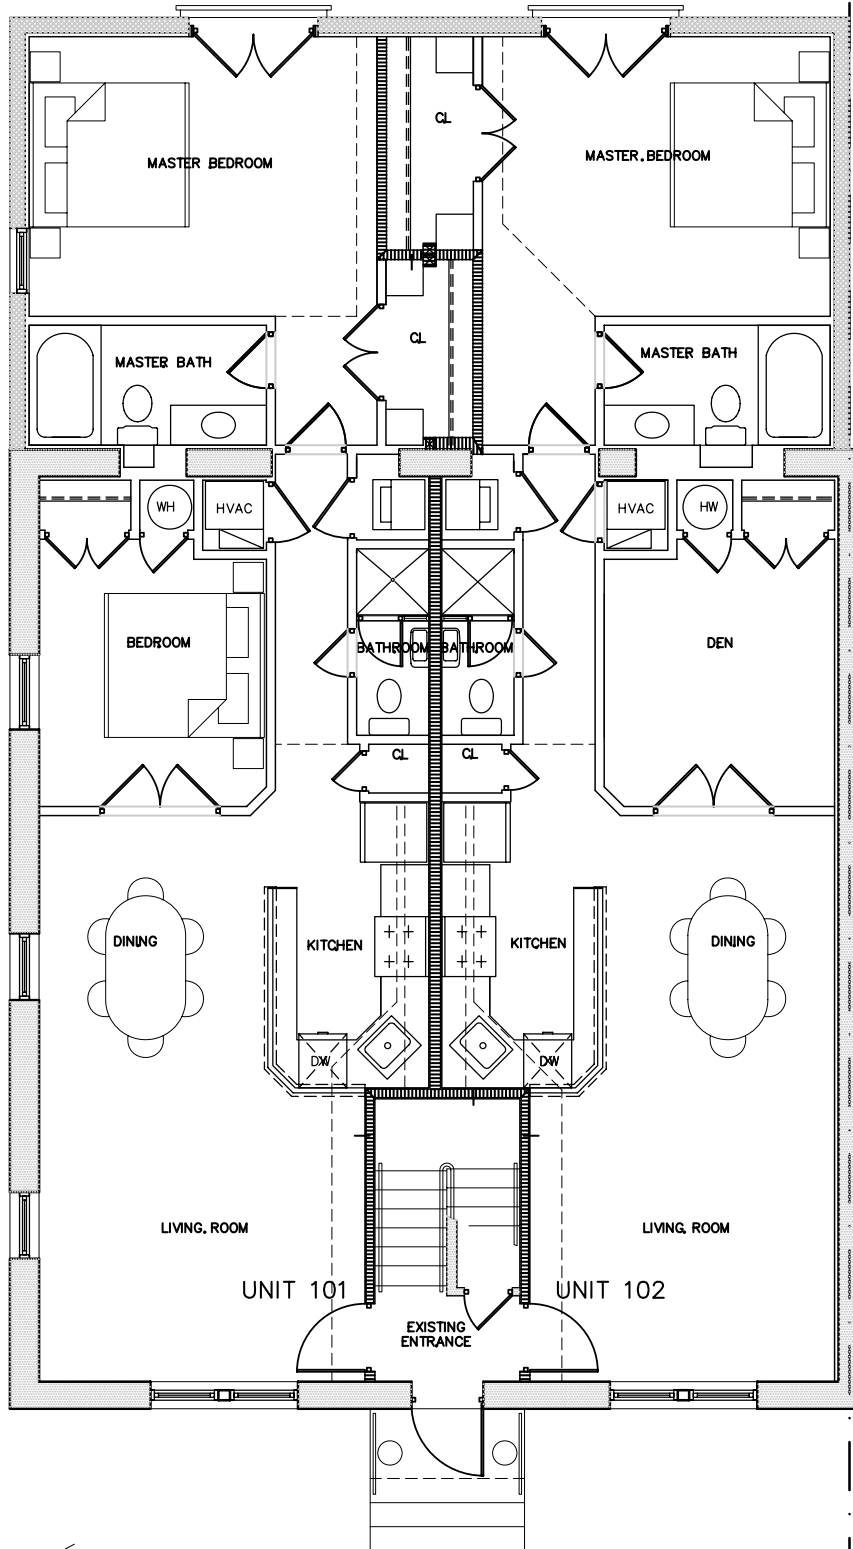 CL
MASTER BEDROOM
MASTER BEDROOM
CL
MASTER BATH
MASTER BATH
WH
HVAC
HVAC
HW
BEDROOM
BATHROOM
BATHROOM
DEN
CL
CL
DINING
KITCHEN
KITCHEN
DINING
DW
DW
LIVING ROOM
LIVING ROOM
UNIT 101
UNIT 102
EXISTING
ENTRANCE